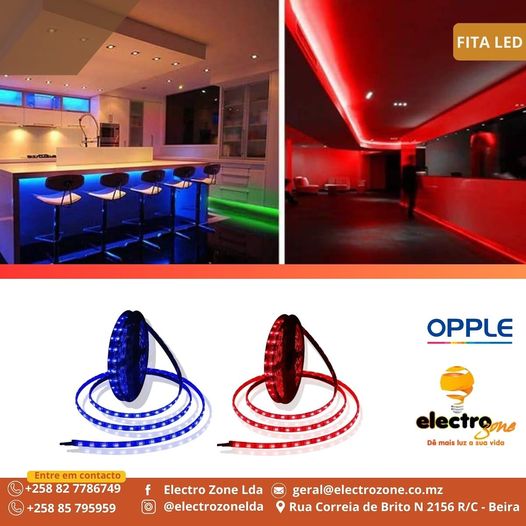 FITA LED
OPPLE
electro
zone
Dê mais luz a sua vida
Entre em contacto
+258 82 7786749
Electro Zone Lda
geral@electrozone.co.mz
+258 85 795959
@electrozonelda
Rua Correia de Brito N 2156 R/C - Beira